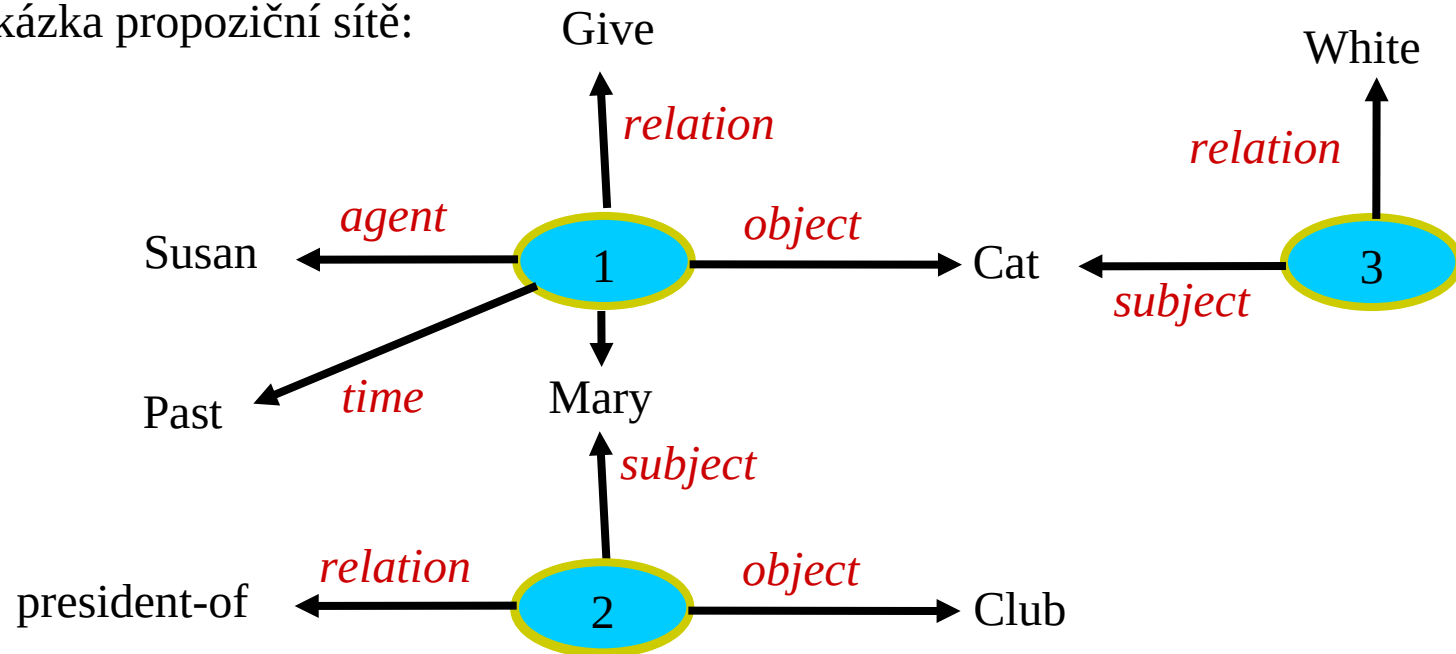 kázka propoziční sítě:
Give
White
relation
relation
agent
object
Susan
1
Cat
3
subject
Past
time
Mary
subject
relation
object
president-of
2
Club